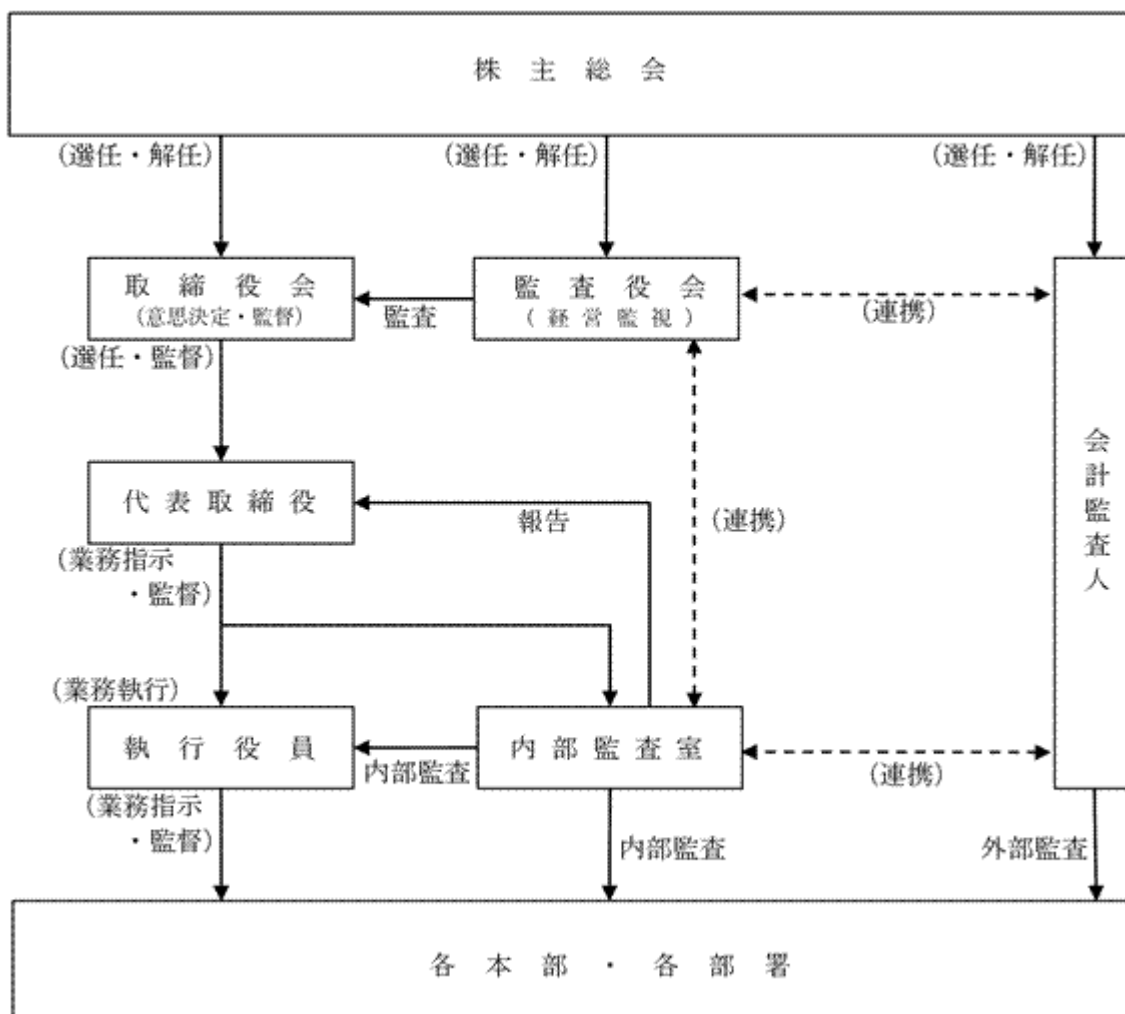 株主総会
(選任・解任)
(選任・解任)
(選任・解任)
取締役会
(意思決定・監督)
監査
監査役会
(経営監視)
(連携)
(選任・監督)
会計監査人
代表取締役
報告
(連携)
(業務指示
・監督)
(業務執行)
執行役員
内部監査
内部監査室
(連携)
(業務指示
・監督)
内部監査
外部監査
各本部・各部署